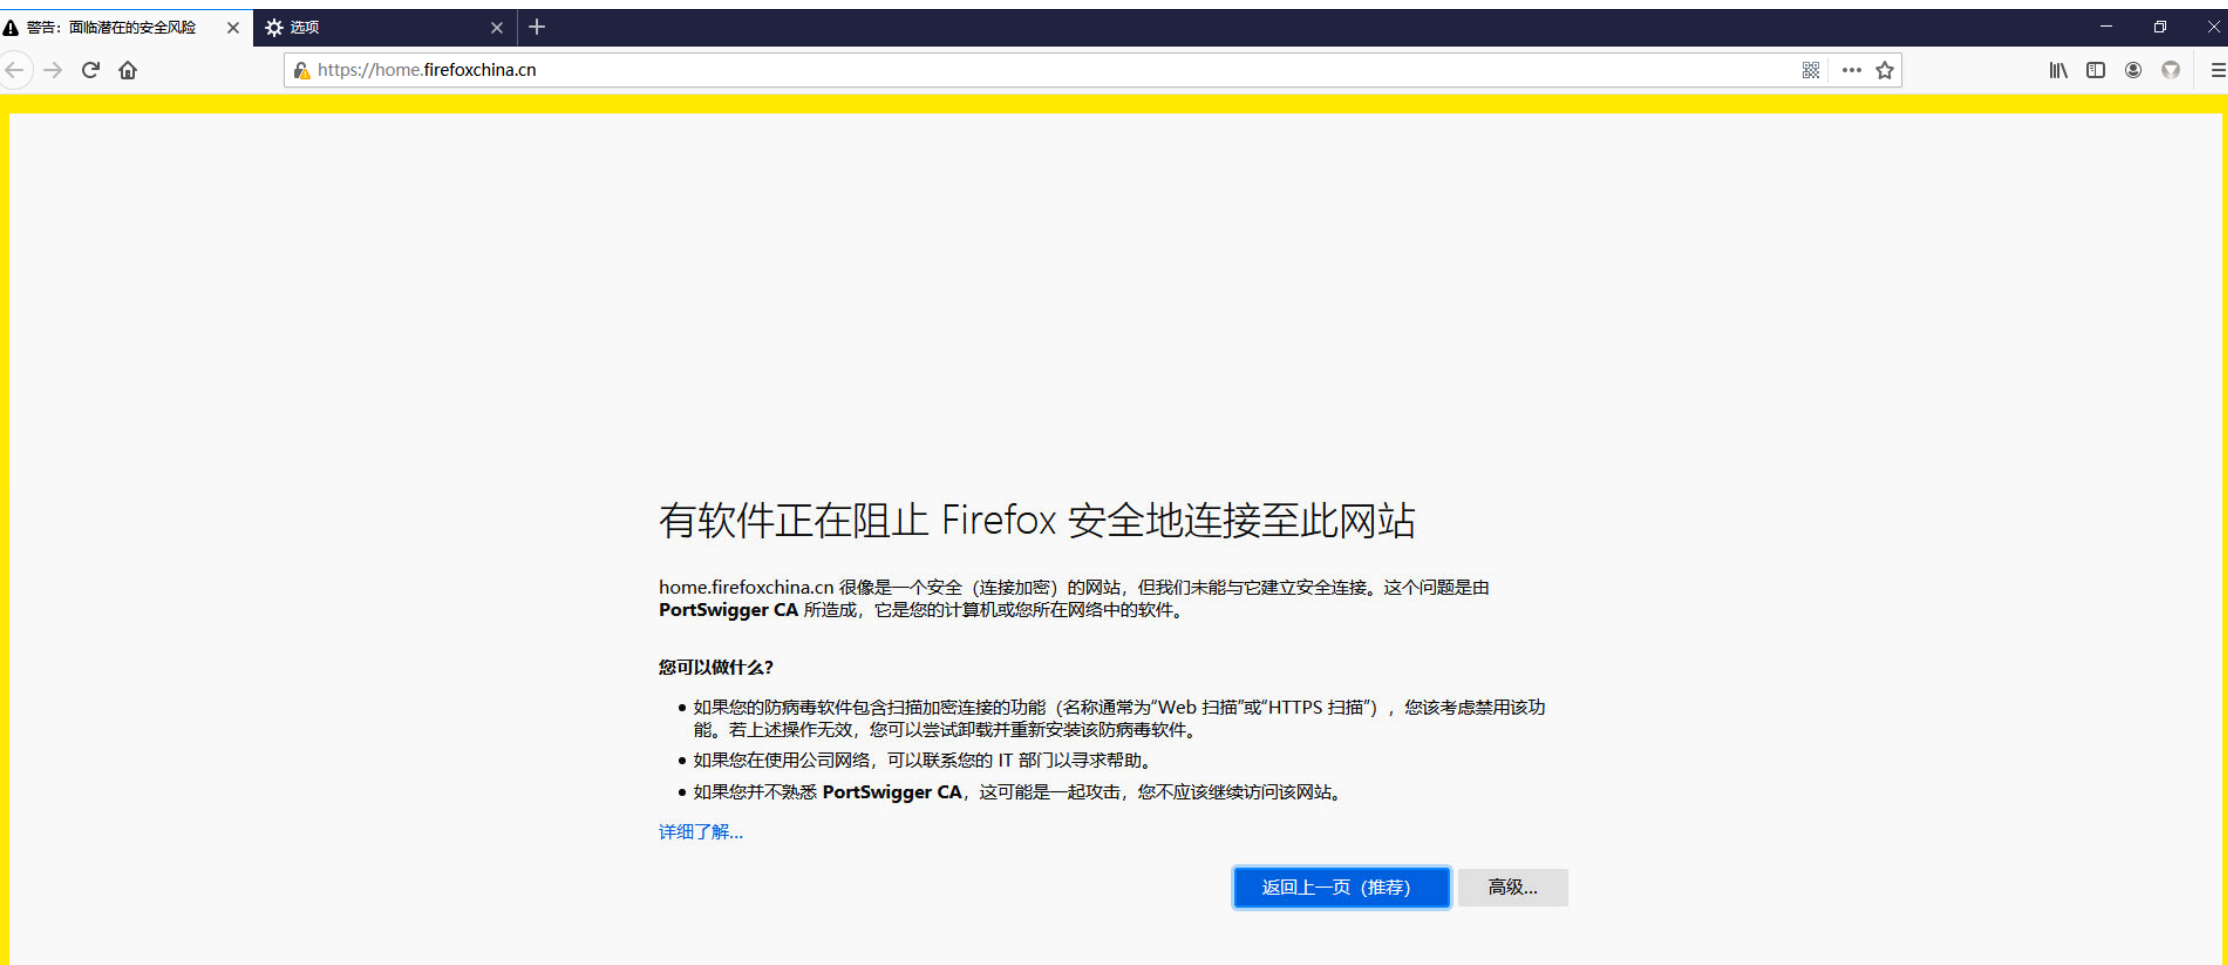 警告：面临潜在的安全风险
选项
https://home.firefoxchina.cn
有软件正在阻止 Firefox 安全地连接至此网站
home.firefoxchina.cn 很像是一个安全（连接加密）的网站，但我们未能与它建立安全连接。这个问题是由
PortSwigger CA 所造成，它是您的计算机或您所在网络中的软件。
您可以做什么？
如果您的防病毒软件包含扫描加密连接的功能（名称通常为“Web 扫描”或“HTTPS 扫描”），您该考虑禁用该功
能。若上述操作无效，您可以尝试卸载并重新安装该防病毒软件。
如果您在使用公司网络，可以联系您的 IT 部门以寻求帮助。
如果您并不熟悉 PortSwigger CA，这可能是一起攻击，您不应该继续访问该网站。
详细了解...
返回上一页（推荐）
高级...